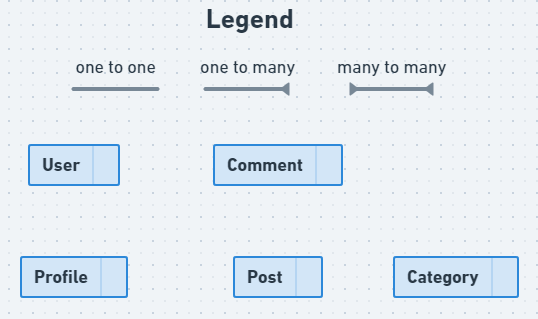 Legend
one to one
one to many
many to many
User
Comment
Profile
Post
Category